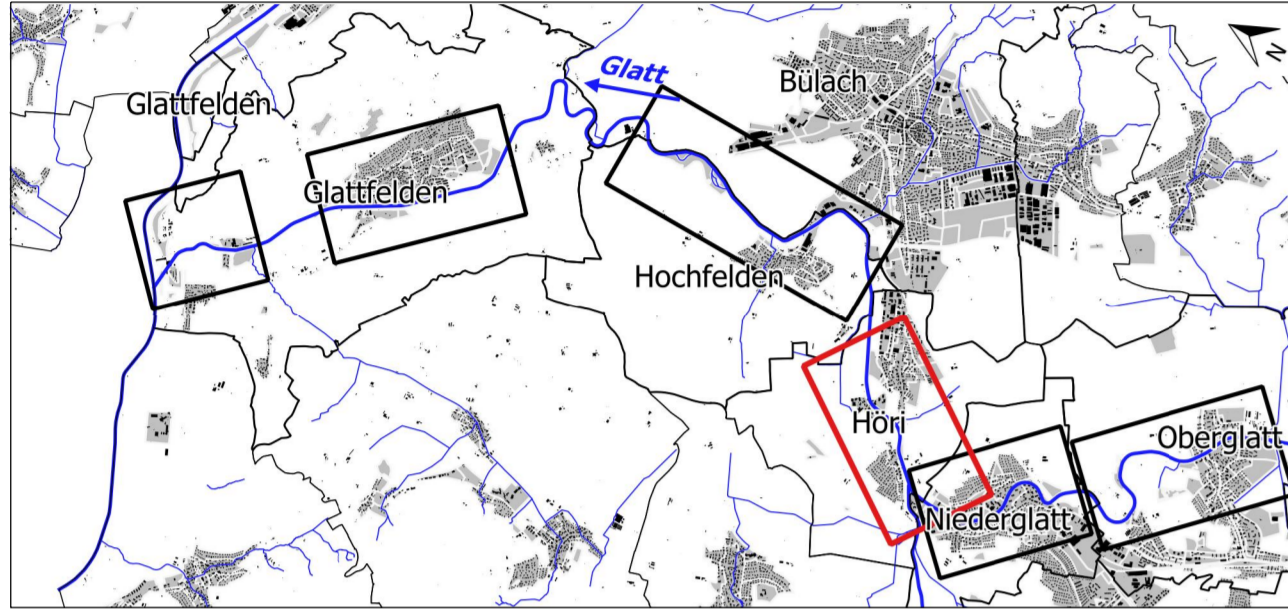 Glatt
Bülach
Glattfelden
Glattfelden
Hochfelden
Höri
Oberglatt
Niederglatt
N